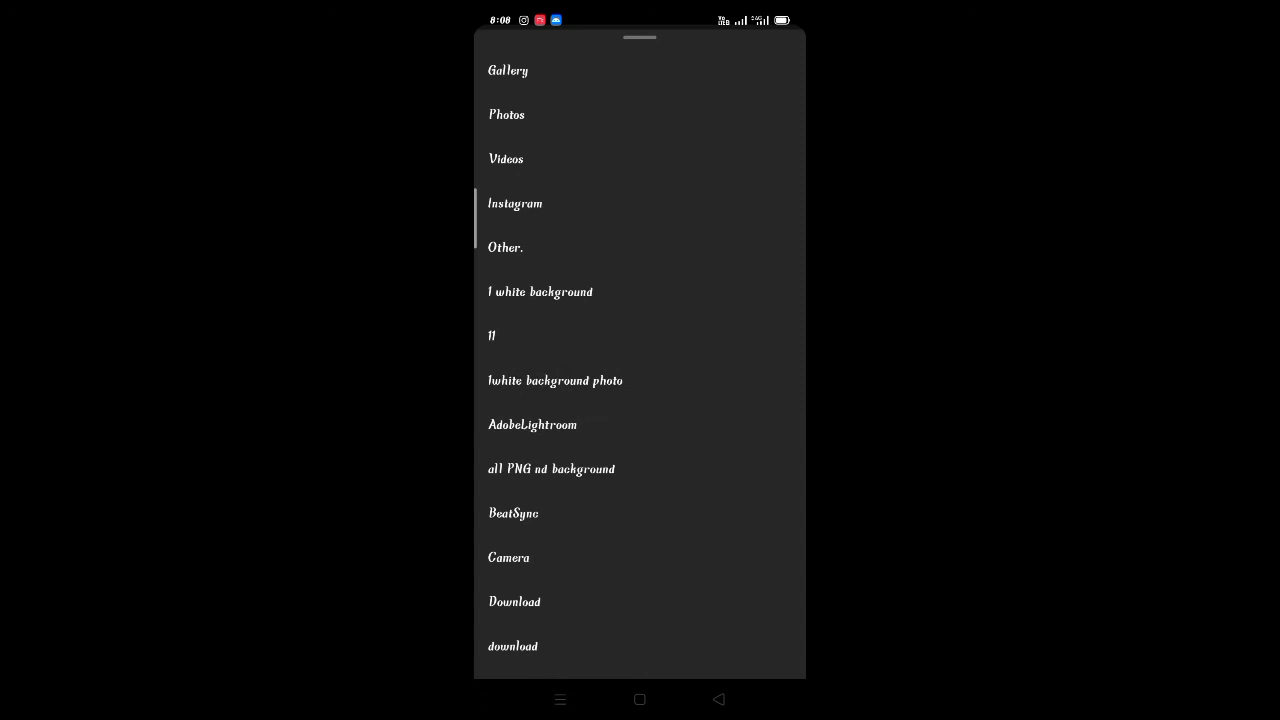 8:08
Gallery
Photos
Videos
Instagram
Other.
1 white background
11
1white background photo
AdobeLightroom
all PNG nd background
BeatSync
Camera
Download
download